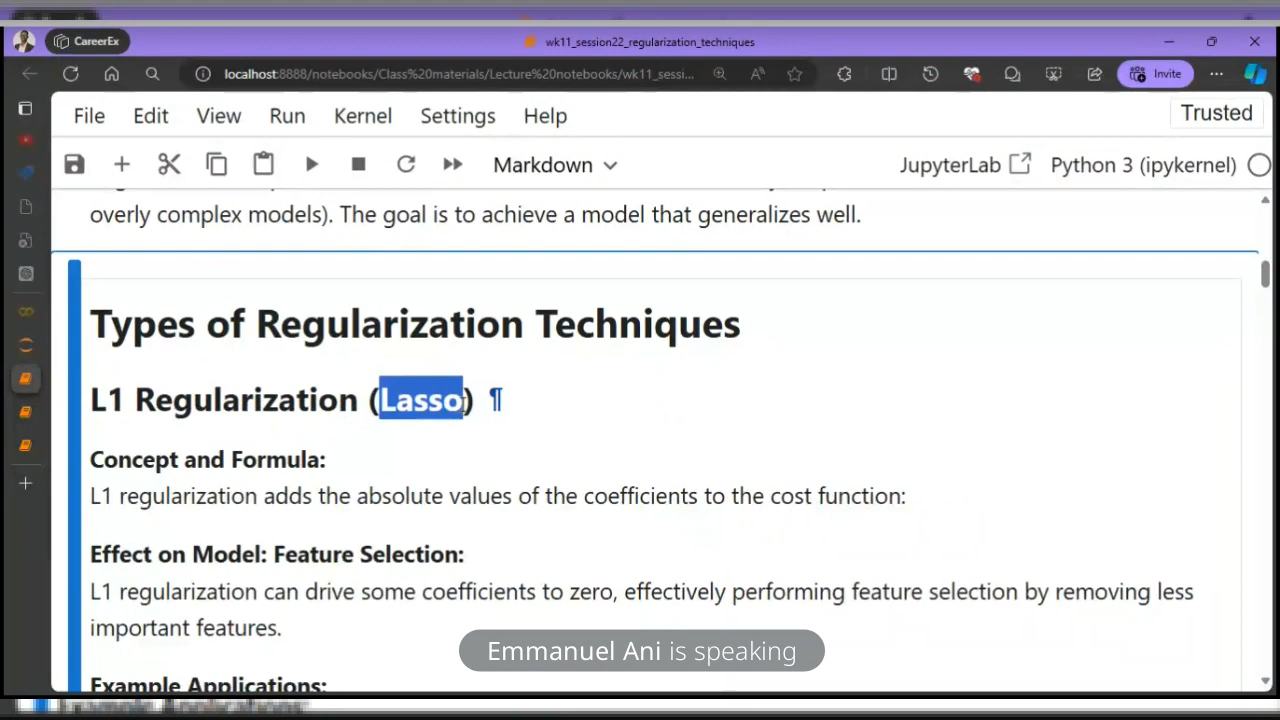 CareerEx
wk11_session22_regularization_techniques
localhost:8888/notebooks/Class%20materials/Lecture%20notebooks/wk11_sessi...
Invite
File Edit View Run Kernel Settings Help
Trusted
Markdown
JupyterLab
Python 3 (ipykernel)
overly complex models). The goal is to achieve a model that generalizes well.
Types of Regularization Techniques
L1 Regularization (Lasso) ¶
Concept and Formula:
L1 regularization adds the absolute values of the coefficients to the cost function:
Effect on Model: Feature Selection:
L1 regularization can drive some coefficients to zero, effectively performing feature selection by removing less
important features.
Emmanuel Ani is speaking
Example Applications: